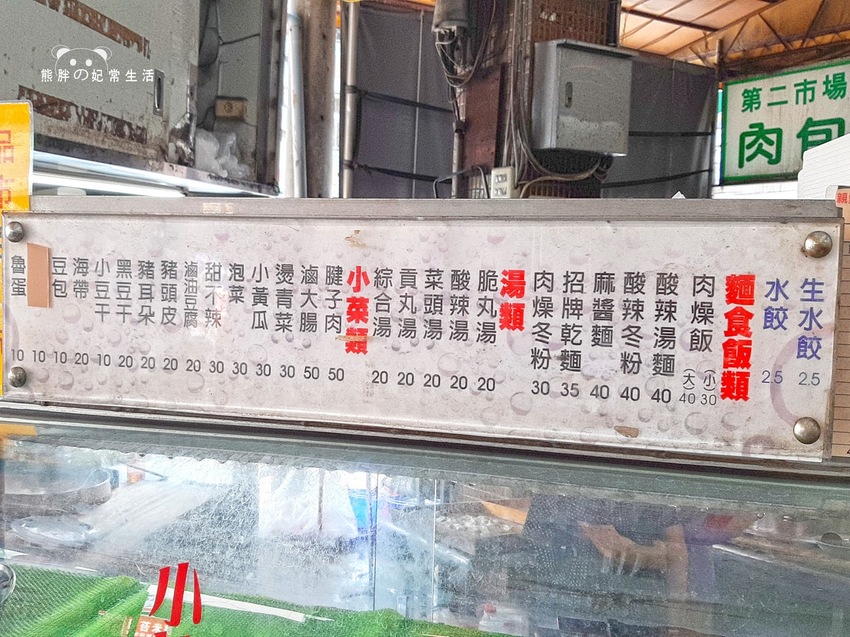 熊胖の妃常生活
第二市場
肉包
生水餃 2.5
水餃 2.5
麵食飯類
肉燥飯 (小)30 (大)40
酸辣湯麵 40
酸辣冬粉 40
麻醬麵 40
招牌乾麵 35
肉燥冬粉 30
湯類
脆丸湯 20
酸辣湯 20
菜頭湯 20
貢丸湯 20
綜合湯 20
小菜類
腱子肉 50
滷大腸 50
燙青菜 30
小黃瓜 30
泡菜 30
甜不辣 30
滷油豆腐 20
豬頭皮 20
豬耳朵 20
黑豆干 20
小豆干 10
海帶 20
豆包 10
10
魯蛋 10
小